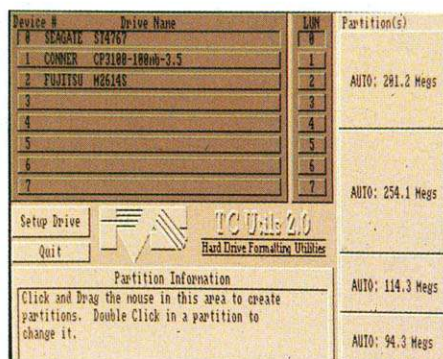 Device # Drive Name
0 SEAGATE ST4767
1 CONNER CP3100-100mb-3.5
2 FUJITSU M2614S
3
4
5
6
7
LUN
0
1
2
3
4
5
6
7
Partition(s)
AUTO: 201.2 Megs
AUTO: 254.1 Megs
AUTO: 114.3 Megs
AUTO: 94.3 Megs
Setup Drive
Quit
TC Utils 2.0
Hard Drive Formatting Utilities
Partition Information
Click and Drag the mouse in this area to create
partitions. Double Click in a partition to
change it.